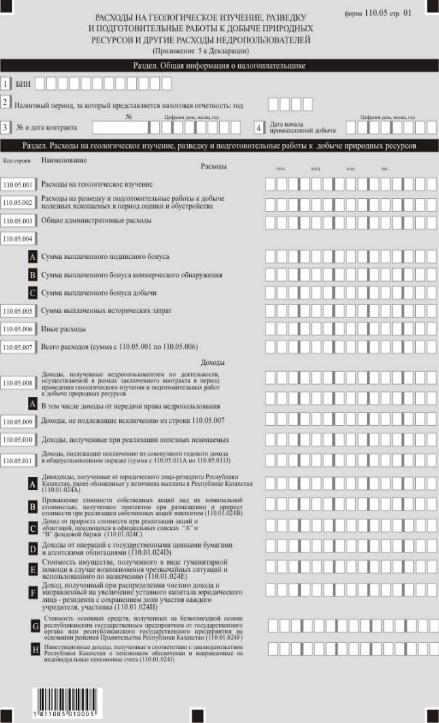 форма 110.05 стр. 01
РАСХОДЫ НА ГЕОЛОГИЧЕСКОЕ ИЗУЧЕНИЕ, РАЗВЕДКУ
И ПОДГОТОВИТЕЛЬНЫЕ РАБОТЫ К ДОБЫЧЕ ПРИРОДНЫХ
РЕСУРСОВ И ДРУГИЕ РАСХОДЫ НЕДРОПОЛЬЗОВАТЕЛЕЙ
(Приложение 5 к Декларации)
Раздел. Общая информация о налогоплательщике
1 БИН
2 Налоговый период, за который представляется налоговая отчетность: год
№ Цифрами день, месяц, год Цифрами день, месяц, год
3 № и дата контракта 4 Дата начала
промышленной добычи
Раздел. Расходы на геологическое изучение, разведку и подготовительные работы к добыче природных ресурсов
Код строки Наименование
Расходы
110.05.001 Расходы на геологическое изучение
110.05.002 Расходы на разведку и подготовительные работы к добыче
полезных ископаемых в период оценки и обустройства
110.05.003 Общие административные расходы
110.05.004
A Сумма выплаченного подписного бонуса
B Сумма выплаченного бонуса коммерческого обнаружения
C Сумма выплаченного бонуса добычи
110.05.005 Сумма выплаченных исторических затрат
110.05.006 Иные расходы
110.05.007 Всего расходов (сумма с 110.05.001 по 110.05.006)
Доходы
110.05.008 Доходы, полученные недропользователем по деятельности,
осуществляемой в рамках заключенного контракта в период
проведения геологического изучения и подготовительных работ
к добыче природных ресурсов
A В том числе доходы от передачи права недропользования
110.05.009 Доходы, не подлежащие исключению из строки 110.05.007
110.05.010 Доходы, полученные при реализации полезных ископаемых
110.05.011 Доходы, подлежащие исключению из совокупного годового дохода
в общеустановленном порядке (сумма с 110.05.011A по 110.05.011J)
A Дивиденды, полученные от юридического лица-резидента Республики
Казахстан, ранее обложенные у источника выплаты в Республике Казахстан
(110.01.024A)
B Превышение стоимости собственных акций над их номинальной
стоимостью, полученное эмитентом при размещении и прирост
стоимости при реализации собственных акций эмитентом (110.01.024B)
C Доход от прироста стоимости при реализации акций и
облигаций, находящихся в официальных списках "А" и
"В" фондовой биржи (110.01.024C)
D Доходы от операций с государственными ценными бумагами
и агентскими облигациями (110.01.024D)
E Стоимость имущества, полученного в виде гуманитарной
помощи в случае возникновения чрезвычайных ситуаций и
использованного по назначению (110.01.024E)
F Доход, полученный при распределении чистого дохода и
направленный на увеличение уставного капитала юридического
лица - резидента с сохранением доли участия каждого
учредителя, участника (110.01.024H)
G Стоимость основных средств, полученных на безвозмездной основе
республиканским государственным предприятием от государственного
органа или республиканского государственного предприятия на
основании решения Правительства Республики Казахстан (110.01.024F)
H Инвестиционные доходы, полученные в соответствии с законодательством
Республики Казахстан о пенсионном обеспечении и направленные на
индивидуальные пенсионные счета (110.01.024J)
1811005010005